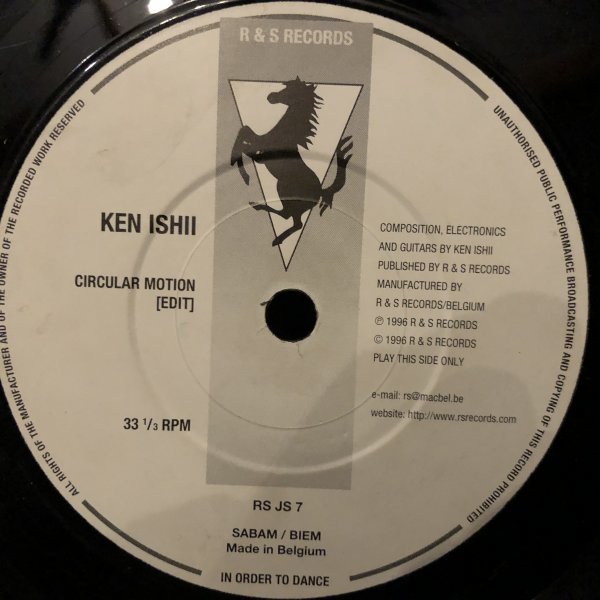 R & S RECORDS
KEN ISHII
CIRCULAR MOTION
[EDIT]
33 1/3 RPM
COMPOSITION, ELECTRONICS
AND GUITARS BY KEN ISHII
PUBLISHED BY R & S RECORDS
MANUFACTURED BY
R & S RECORDS/BELGIUM
℗ 1996 R & S RECORDS
© 1996 R & S RECORDS
PLAY THIS SIDE ONLY
e-mail: rs@macbel.be
website: http://www.rsrecords.com
RS JS 7
SABAM / BIEM
Made in Belgium
IN ORDER TO DANCE
ALL RIGHTS OF THE MANUFACTURER AND OF THE OWNER OF THE RECORDED WORK RESERVED
UNAUTHORISED PUBLIC PERFORMANCE BROADCASTING AND COPYING OF THIS RECORD PROHIBITED